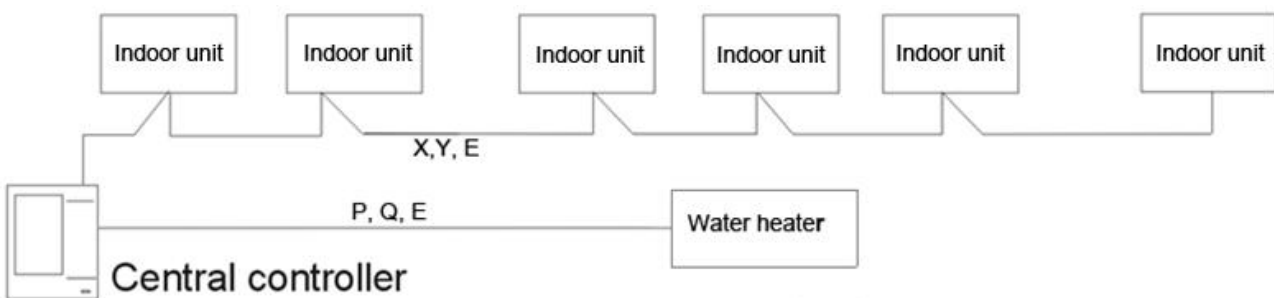 Indoor unit
Indoor unit
Indoor unit
Indoor unit
Indoor unit
Indoor unit
X,Y, E
P, Q, E
Water heater
Central controller